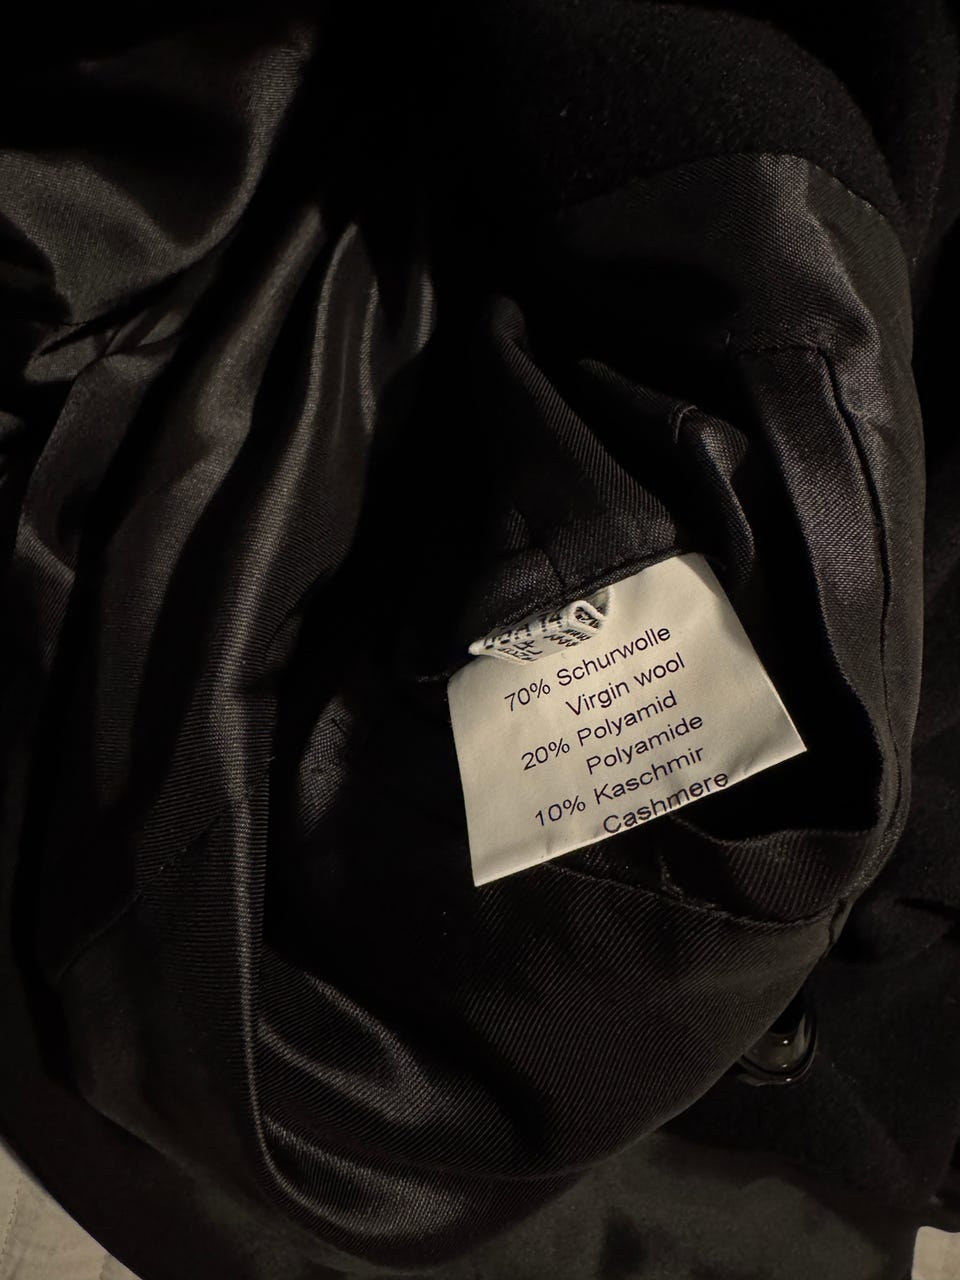 70% Schurwolle
Virgin wool
20% Polyamid
Polyamide
10% Kaschmir
Cashmere